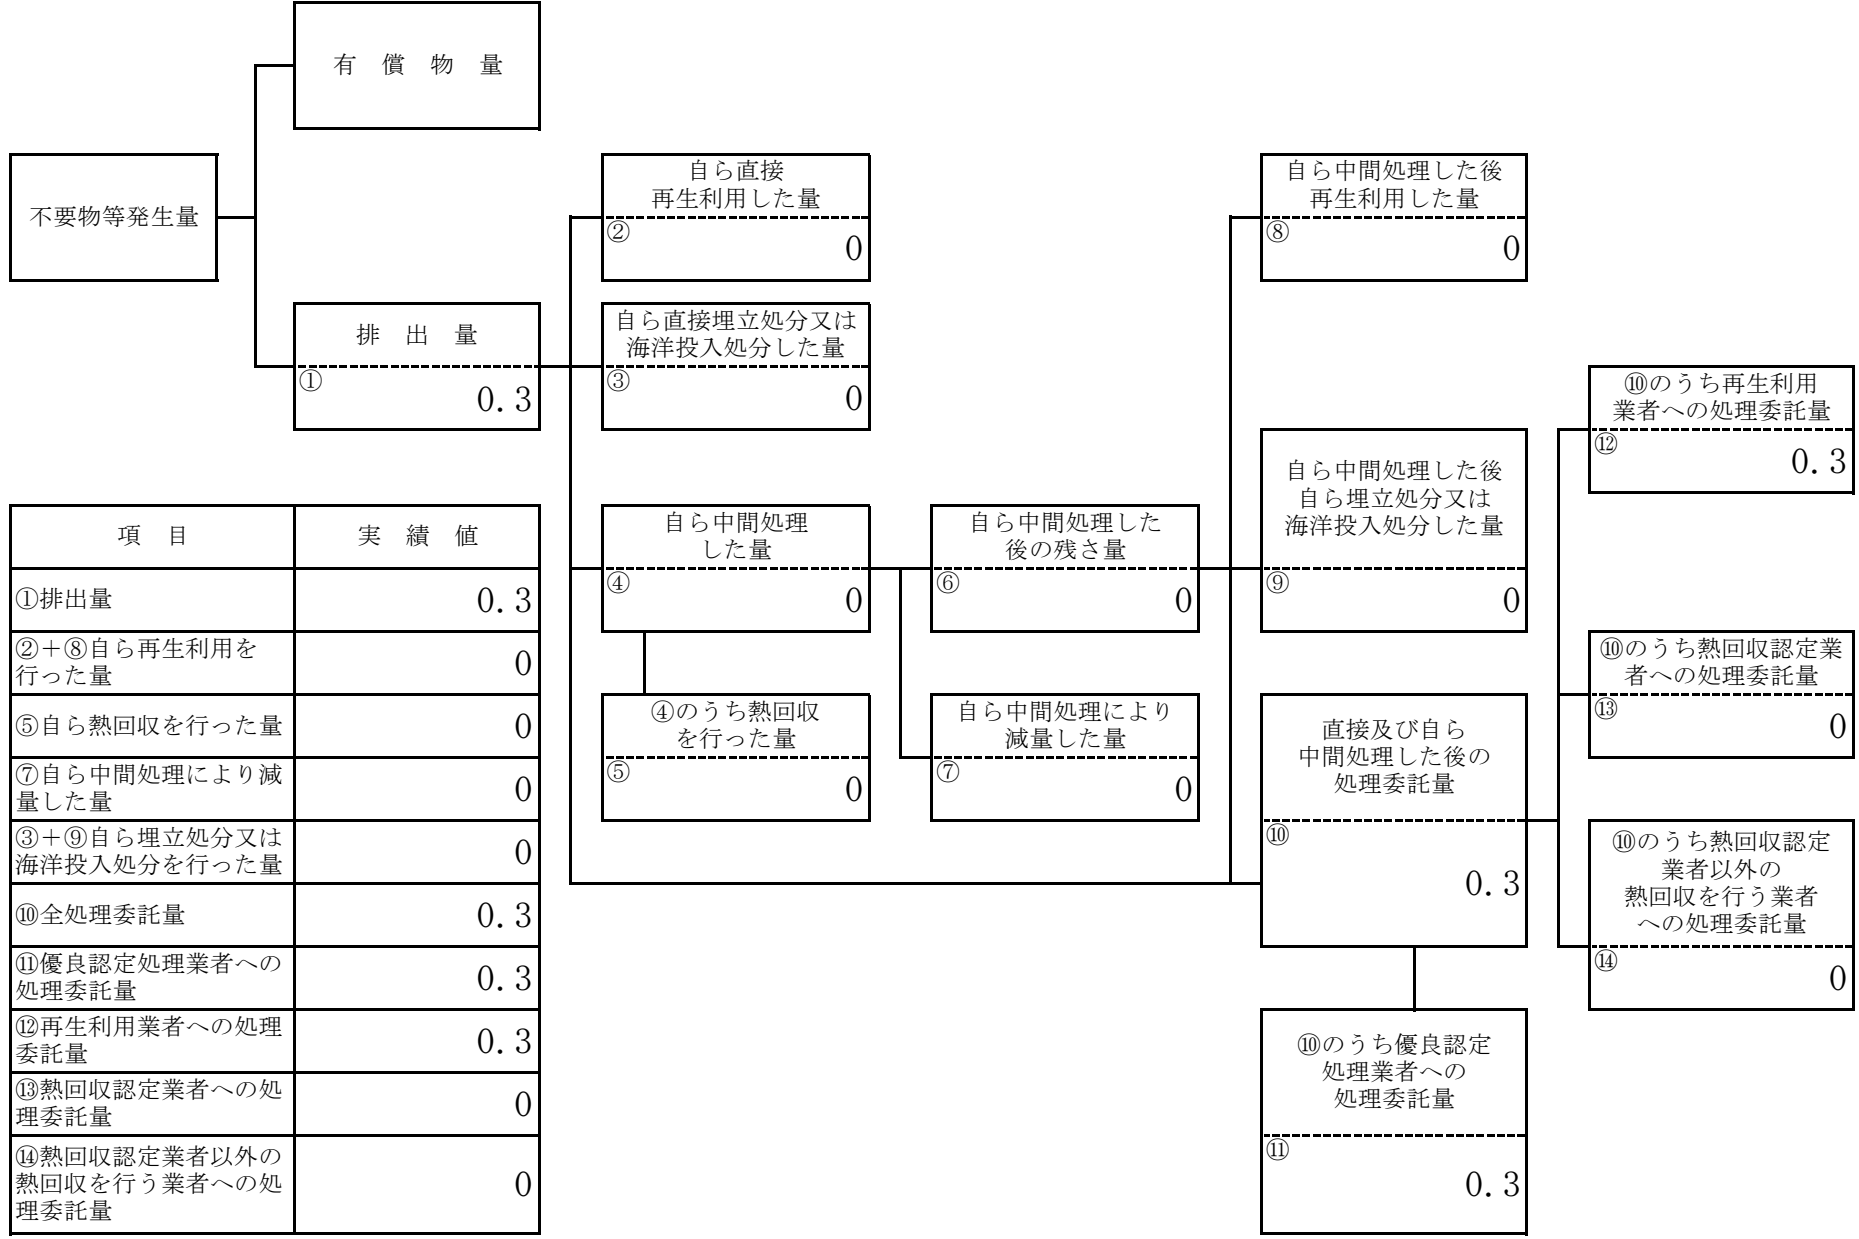 有　償　物　量
不要物等発生量
排　出　量
①
0.3
自ら直接
再生利用した量
②
0
自ら直接埋立処分又は
海洋投入処分した量
③
0
自ら中間処理
した量
④
0
④のうち熱回収
を行った量
⑤
0
自ら中間処理した
後の残さ量
⑥
0
自ら中間処理により
減量した量
⑦
0
自ら中間処理した後
再生利用した量
⑧
0
自ら中間処理した後
自ら埋立処分又は
海洋投入処分した量
⑨
0
直接及び自ら
中間処理した後の
処理委託量
⑩
0.3
⑩のうち優良認定
処理業者への
処理委託量
⑪
0.3
⑩のうち再生利用
業者への処理委託量
⑫
0.3
⑩のうち熱回収認定業
者への処理委託量
⑬
0
⑩のうち熱回収認定
業者以外の
熱回収を行う業者
への処理委託量
⑭
0
項　目　実　績　値
①排出量　0.3
②＋⑧自ら再生利用を
行った量
0
⑤自ら熱回収を行った量　0
⑦自ら中間処理により減
量した量
0
③＋⑨自ら埋立処分又は
海洋投入処分を行った量
0
⑩全処理委託量　0.3
⑪優良認定処理業者への
処理委託量
0.3
⑫再生利用業者への処理
委託量
0.3
⑬熱回収認定業者への処
理委託量
0
⑭熱回収認定業者以外の
熱回収を行う業者への処
理委託量
0